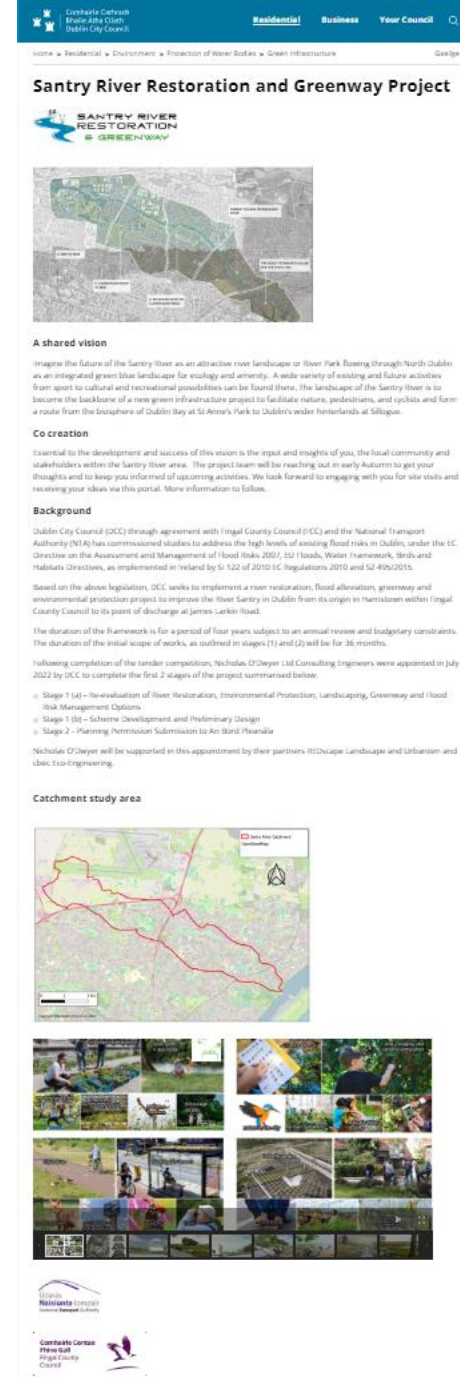 Comhairle Cathrach
Bhaile Átha Cliath
Dublin City Council
Residential Business Your Council
Home Residential Environment Protection of Water Bodies Green Infrastructure Gaeilge
Santry River Restoration and Greenway Project
SANTRY RIVER
RESTORATION
& GREENWAY
A shared vision
Imagine the future of the Santry River as an attractive river landscape or River Park flowing through North Dublin
as an integrated green blue landscape for ecology and amenity. A wide variety of existing and future activities
from sport to cultural and recreational possibilities can be found there. The landscape of the Santry River is to
become the backbone of a new green infrastructure project to facilitate nature, pedestrians, and cyclists and form
a route from the biosphere of Dublin Bay at St Anne's Park to Dublin's wider hinterlands at Sillogue.
Co creation
Essential to the development and success of this vision is the input and insights of you, the local community and
stakeholders within the Santry River area. The project team will be reaching out in early Autumn to get your
thoughts and to keep you informed of upcoming activities. We look forward to engaging with you for site visits and
receiving your ideas via this portal. More information to follow.
Background
Dublin City Council (DCC) through agreement with Fingal County Council (FCC) and the National Transport
Authority (NTA) has commissioned studies to address the high levels of existing flood risks in Dublin, under the EC
Directive on the Assessment and Management of Flood Risks 2007, EU Floods, Water Framework, Birds and
Habitats Directives, as implemented in Ireland by SI 122 of 2010 EC Regulations 2010 and S2 495/2015.
Based on the above legislation, DCC seeks to implement a river restoration, flood alleviation, greenway and
environmental protection project to improve the River Santry in Dublin from its origin in Harristown within Fingal
County Council to its point of discharge at James Larkin Road.
The duration of the framework is for a period of four years subject to an annual review and budgetary constraints.
The duration of the initial scope of works, as outlined in stages (1) and (2) will be for 36 months.
Following completion of the tender competition, Nicholas O'Dwyer Ltd Consulting Engineers were appointed in July
2022 by DCC to complete the first 2 stages of the project summarised below:
Stage 1 (a) – Re-evaluation of River Restoration, Environmental Protection, Landscaping, Greenway and Flood
Risk Management Options
Stage 1 (b) – Scheme Development and Preliminary Design
Stage 2 – Planning Permission Submission to An Bord Pleanála
Nicholas O'Dwyer will be supported in this appointment by their partners REDscape Landscape and Urbanism and
cbec Eco-Engineering.
Catchment study area
Santry River Catchment
Údarás
Náisiúnta Iompair
National Transport Authority
Comhairle Contae
Fhine Gall
Fingal County
Council